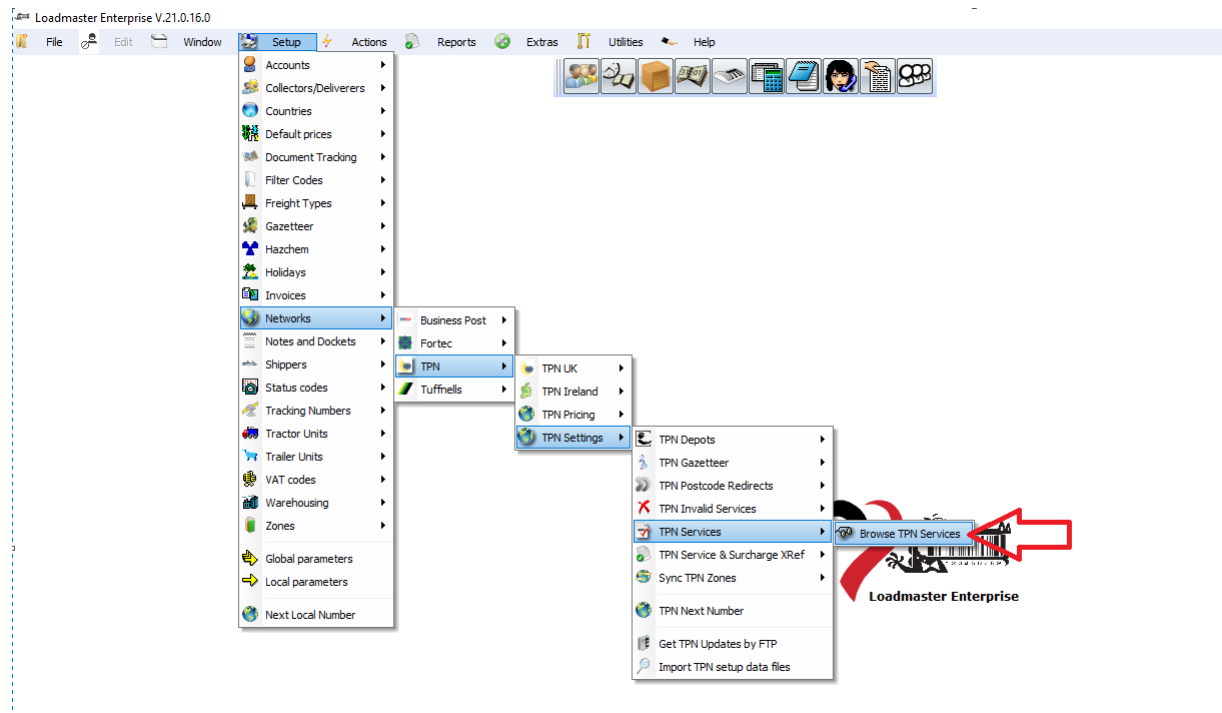 Loadmaster Enterprise V.21.0.16.0
File Edit Window Setup Actions Reports Extras Utilities Help
Accounts
Collectors/Deliverers
Countries
Default prices
Document Tracking
Filter Codes
Freight Types
Gazetteer
Hazchem
Holidays
Invoices
Networks
Notes and Dockets
Shippers
Status codes
Tracking Numbers
Tractor Units
Trailer Units
VAT codes
Warehousing
Zones
Global parameters
Local parameters
Next Local Number
Business Post
Fortec
TPN
Tuffnells
TPN UK
TPN Ireland
TPN Pricing
TPN Settings
TPN Depots
TPN Gazetteer
TPN Postcode Redirects
TPN Invalid Services
TPN Services
TPN Service & Surcharge XRef
Sync TPN Zones
TPN Next Number
Get TPN Updates by FTP
Import TPN setup data files
Browse TPN Services
Loadmaster Enterprise